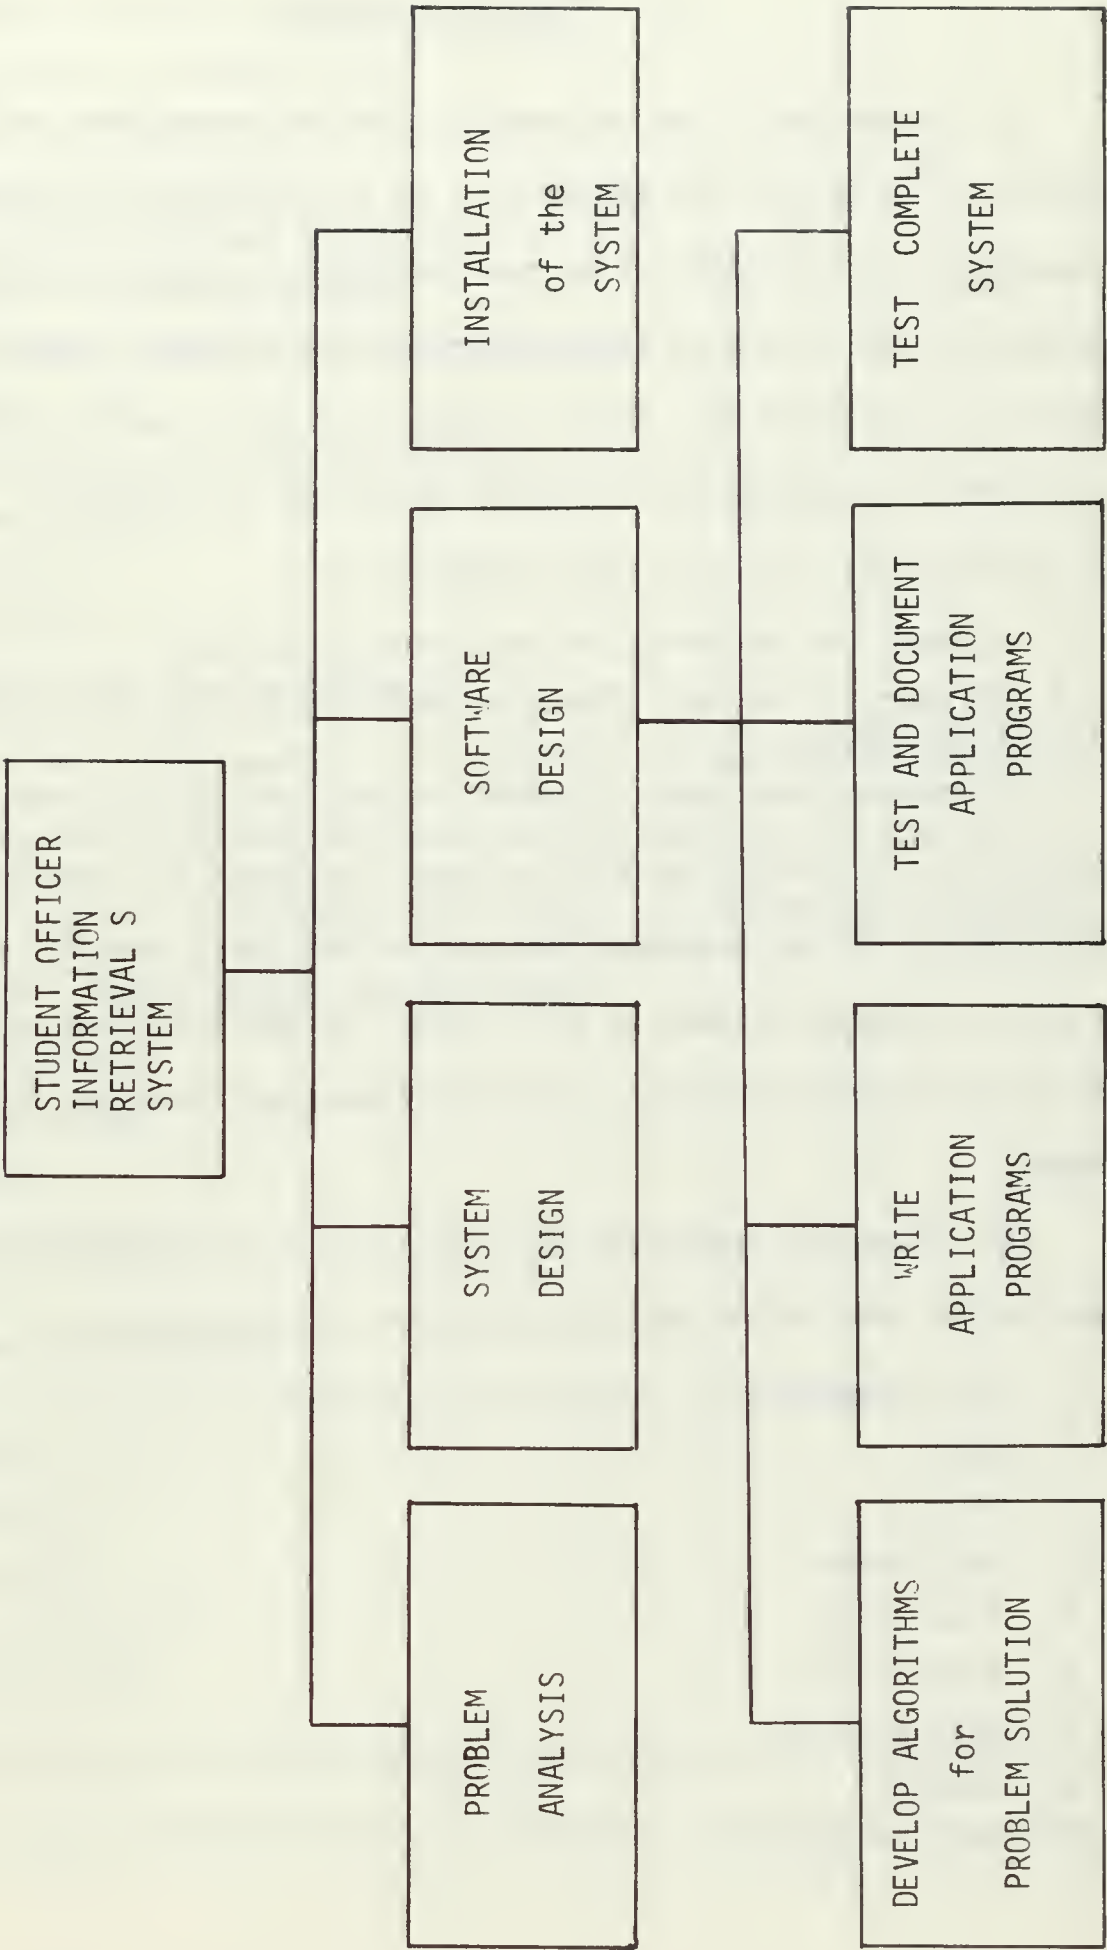 STUDENT OFFICER
INFORMATION
RETRIEVAL S
SYSTEM
PROBLEM
ANALYSIS
SYSTEM
DESIGN
SOFTWARE
DESIGN
INSTALLATION
of the
SYSTEM
DEVELOP ALGORITHMS
for
PROBLEM SOLUTION
WRITE
APPLICATION
PROGRAMS
TEST AND DOCUMENT
APPLICATION
PROGRAMS
TEST COMPLETE
SYSTEM